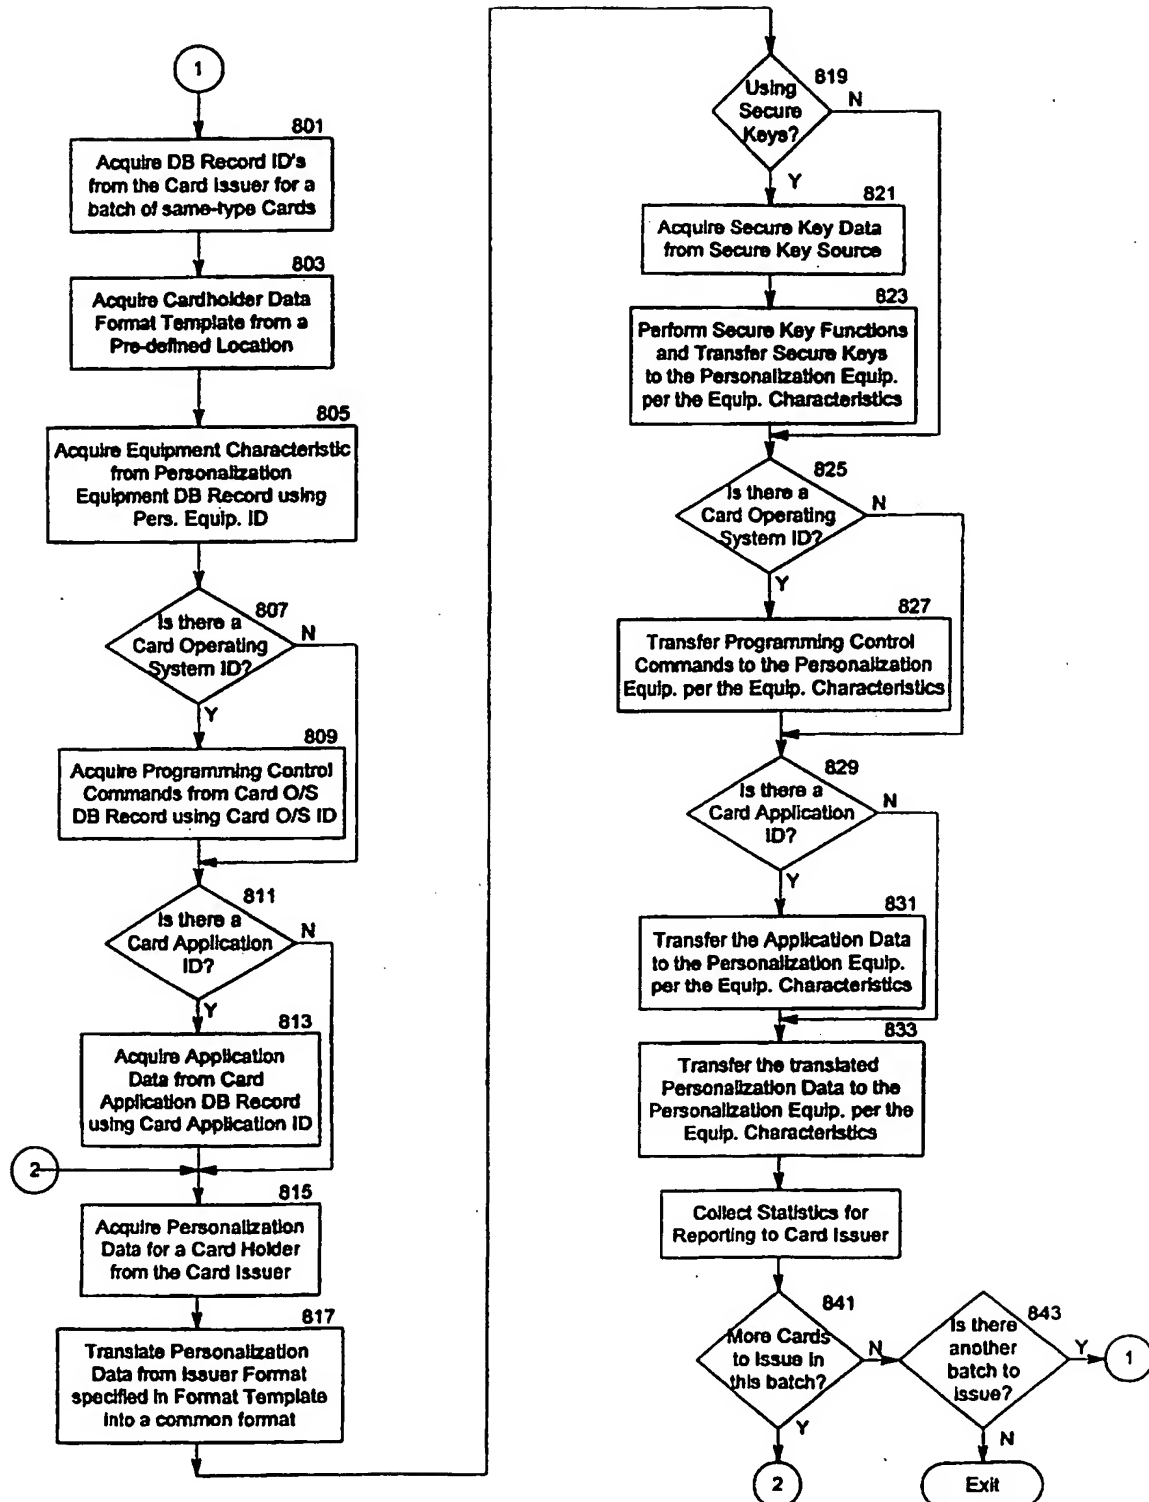 1
801
Acquire DB Record ID's
from the Card Issuer for a
batch of same-type Cards
803
Acquire Cardholder Data
Format Template from a
Pre-defined Location
805
Acquire Equipment Characteristic
from Personalization
Equipment DB Record using
Pers. Equip. ID
807
Is there a
Card Operating
System ID?
N
Y
809
Acquire Programming Control
Commands from Card O/S
DB Record using Card O/S ID
811
Is there a
Card Application
ID?
N
Y
813
Acquire Application
Data from Card
Application DB Record
using Card Application ID
2
815
Acquire Personalization
Data for a Card Holder
from the Card Issuer
817
Translate Personalization
Data from Issuer Format
specified in Format Template
into a common format
819
Using
Secure
Keys?
N
Y
821
Acquire Secure Key Data
from Secure Key Source
823
Perform Secure Key Functions
and Transfer Secure Keys
to the Personalization Equip.
per the Equip. Characteristics
825
Is there a
Card Operating
System ID?
N
Y
827
Transfer Programming Control
Commands to the Personalization
Equip. per the Equip. Characteristics
829
Is there a
Card Application
ID?
N
Y
831
Transfer the Application Data
to the Personalization Equip.
per the Equip. Characteristics
833
Transfer the translated
Personalization Data to the
Personalization Equip. per the
Equip. Characteristics
Collect Statistics for
Reporting to Card Issuer
841
More Cards
to Issue in
this batch?
N
Y
843
Is there
another
batch to
issue?
Y
1
N
2
Exit